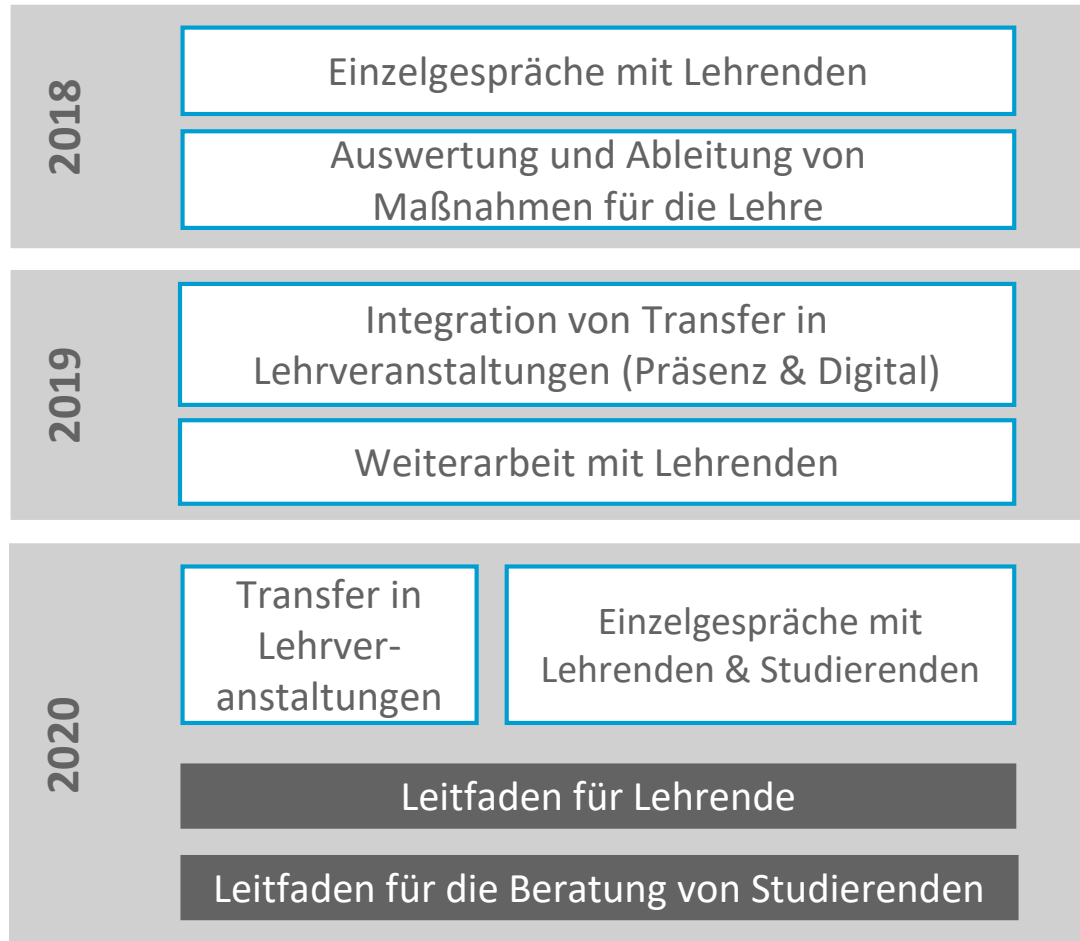 2018
Einzelgespräche mit Lehrenden
Auswertung und Ableitung von
Maßnahmen für die Lehre
2019
Integration von Transfer in
Lehrveranstaltungen (Präsenz & Digital)
Weiterarbeit mit Lehrenden
2020
Transfer in
Lehrver-
anstaltungen
Einzelgespräche mit
Lehrenden & Studierenden
Leitfaden für Lehrende
Leitfaden für die Beratung von Studierenden